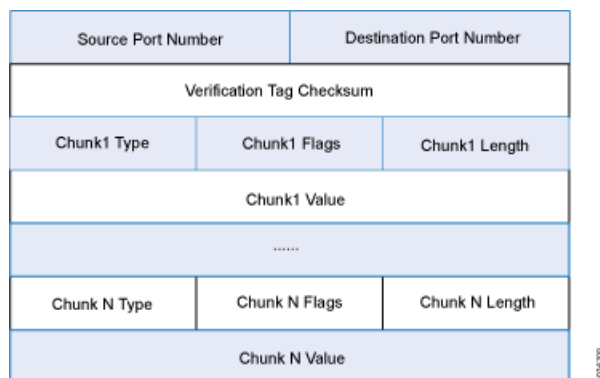 Source Port Number Destination Port Number
Verification Tag Checksum
Chunk1 Type Chunk1 Flags Chunk1 Length
Chunk1 Value
......
Chunk N Type Chunk N Flags Chunk N Length
Chunk N Value